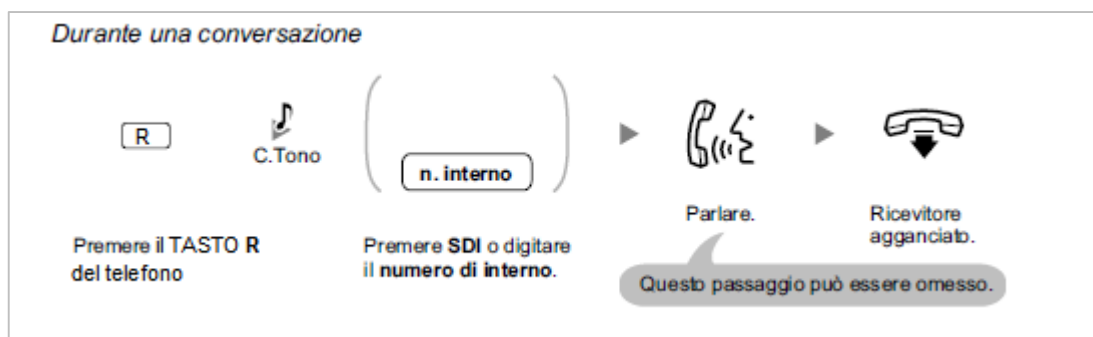 Durante una conversazione
R
C.Tono
n. interno
Premere il TASTO R
del telefono
Premere SDI o digitare
il numero di interno.
Parlare.
Ricevitore
agganciato.
Questo passaggio può essere omesso.